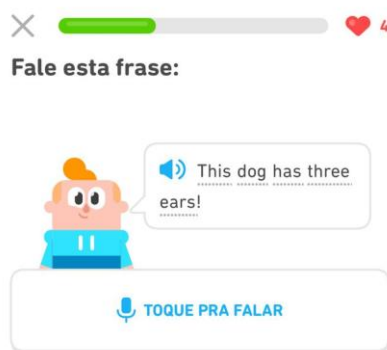 4
Fale esta frase:
This dog has three
ears!
TOQUE PRA FALAR